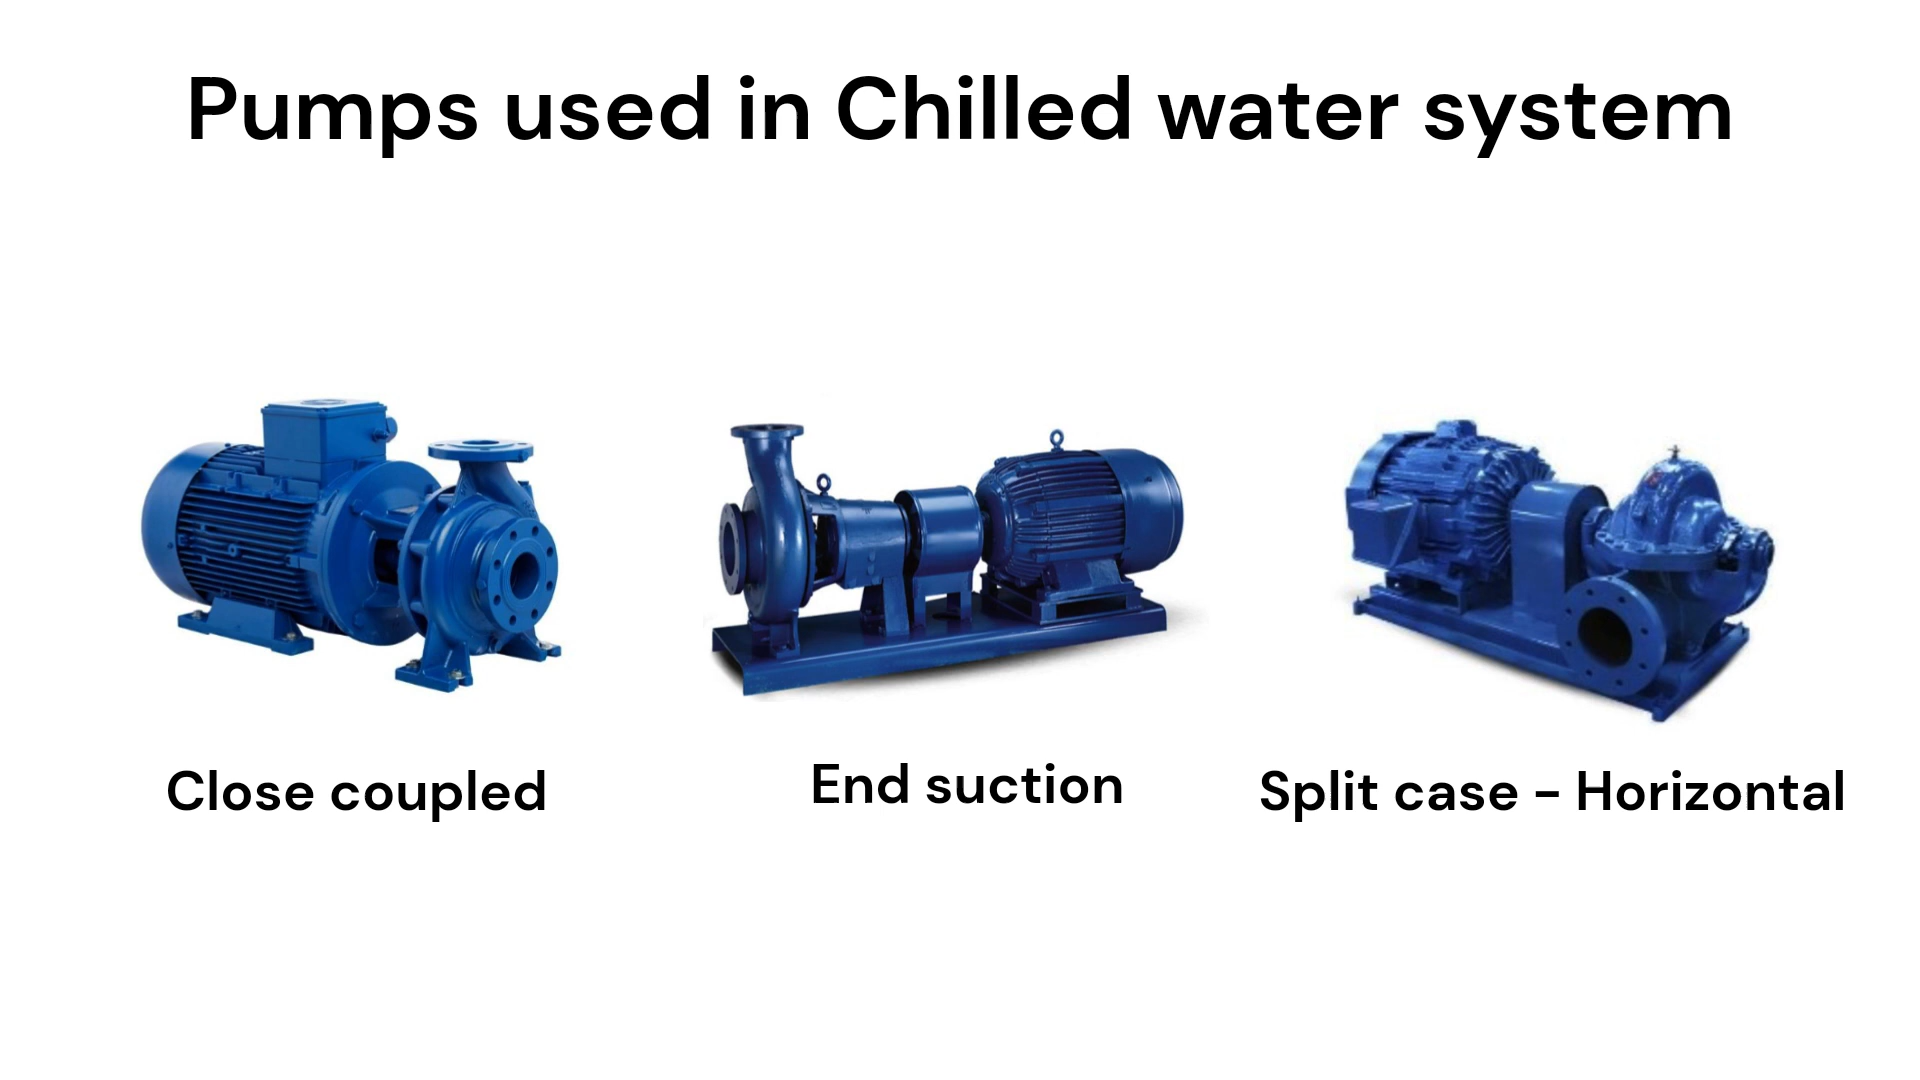 Pumps used in Chilled water system
Close coupled
End suction
Split case - Horizontal